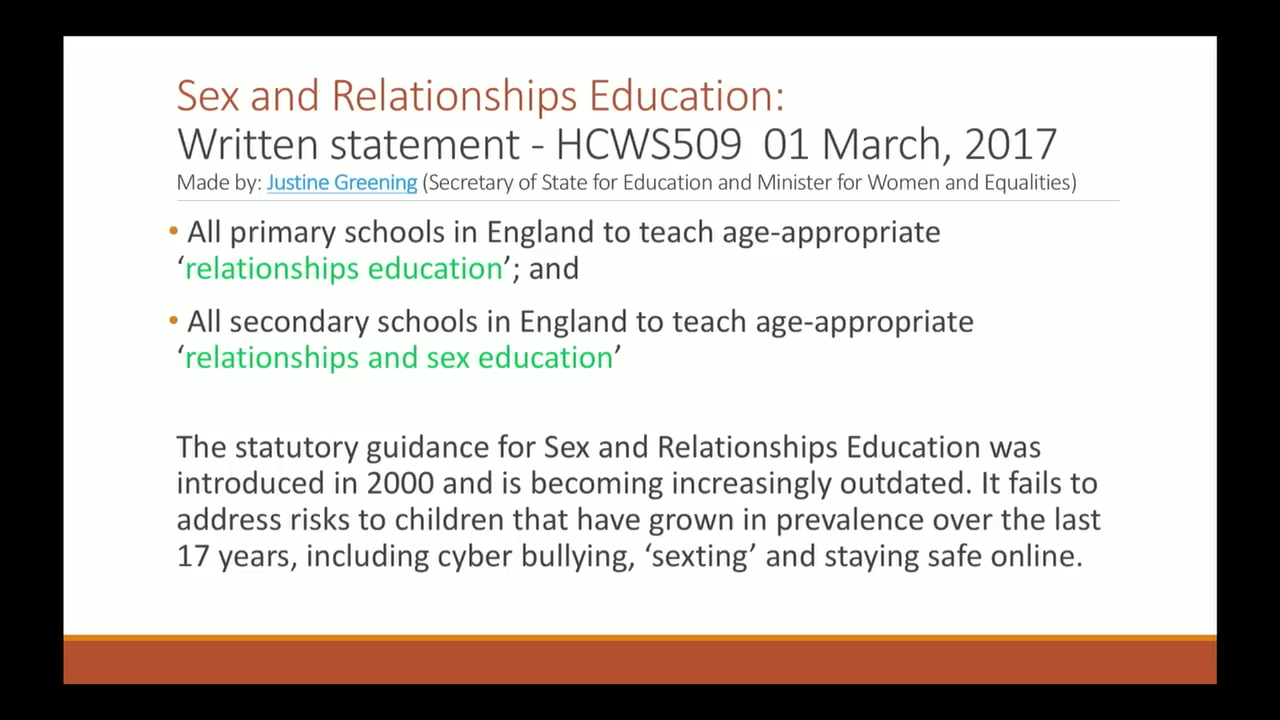 Sex and Relationships Education:
Written statement - HCWS509  01 March, 2017
Made by: Justine Greening (Secretary of State for Education and Minister for Women and Equalities)
• All primary schools in England to teach age-appropriate
‘relationships education’; and
• All secondary schools in England to teach age-appropriate
‘relationships and sex education’
The statutory guidance for Sex and Relationships Education was
introduced in 2000 and is becoming increasingly outdated. It fails to
address risks to children that have grown in prevalence over the last
17 years, including cyber bullying, ‘sexting’ and staying safe online.